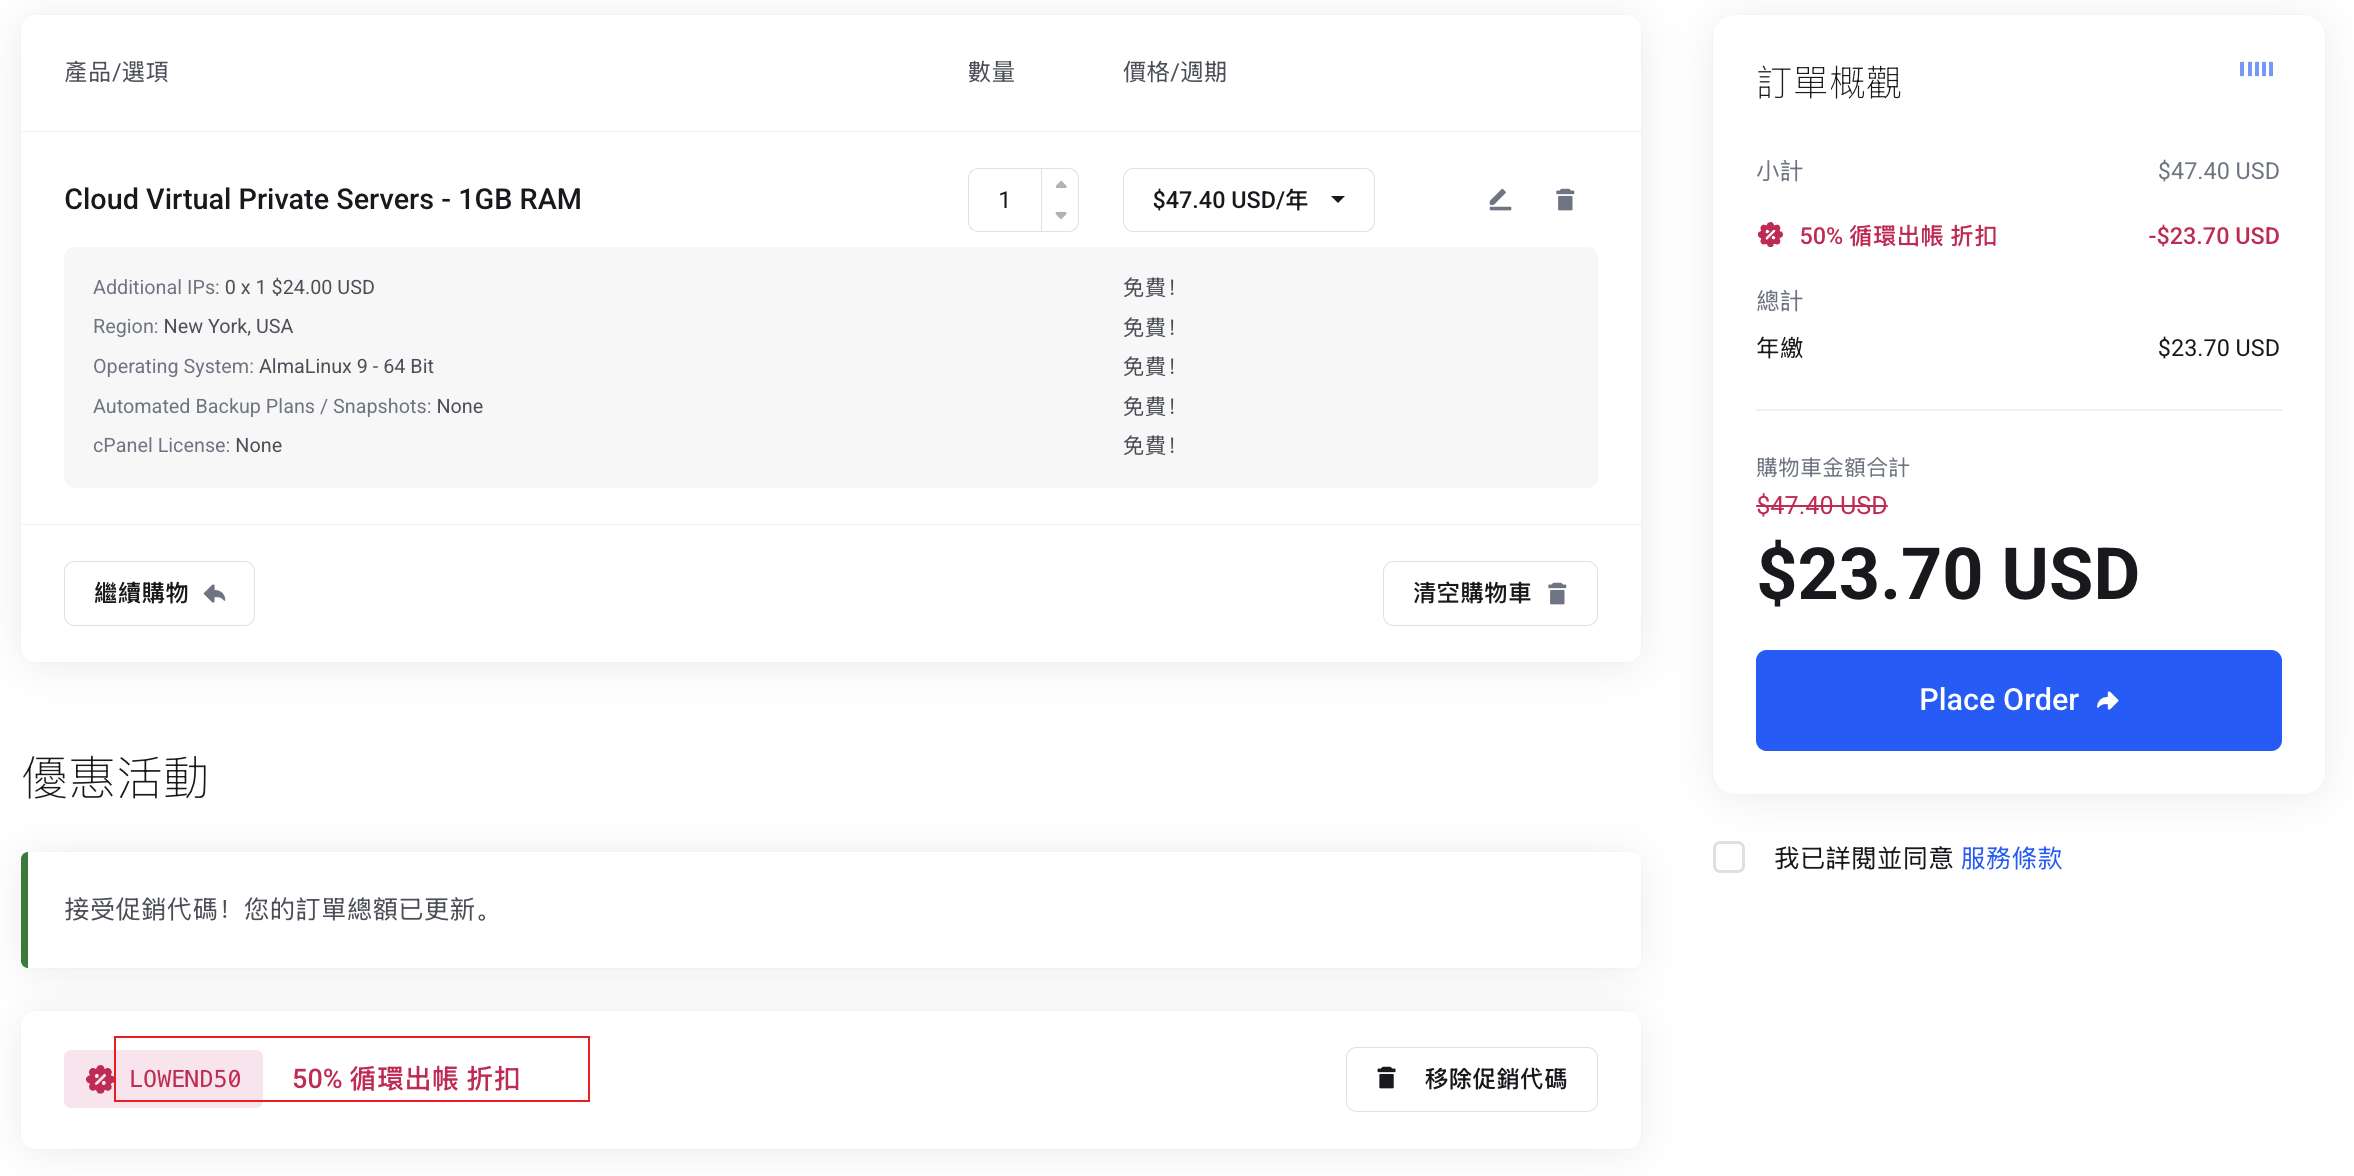 產品/選項 數量 價格/週期
Cloud Virtual Private Servers - 1GB RAM 1 $47.40 USD/年
Additional IPs: 0 x 1 $24.00 USD 免費！
Region: New York, USA 免費！
Operating System: AlmaLinux 9 - 64 Bit 免費！
Automated Backup Plans / Snapshots: None 免費！
cPanel License: None 免費！
繼續購物 清空購物車
優惠活動
接受促銷代碼！您的訂單總額已更新。
LOWEND50 50% 循環出帳 折扣 移除促銷代碼
訂單概觀
小計 $47.40 USD
50% 循環出帳 折扣 -$23.70 USD
總計
年繳 $23.70 USD
購物車金額合計
$47.40 USD
$23.70 USD
Place Order
我已詳閱並同意 服務條款